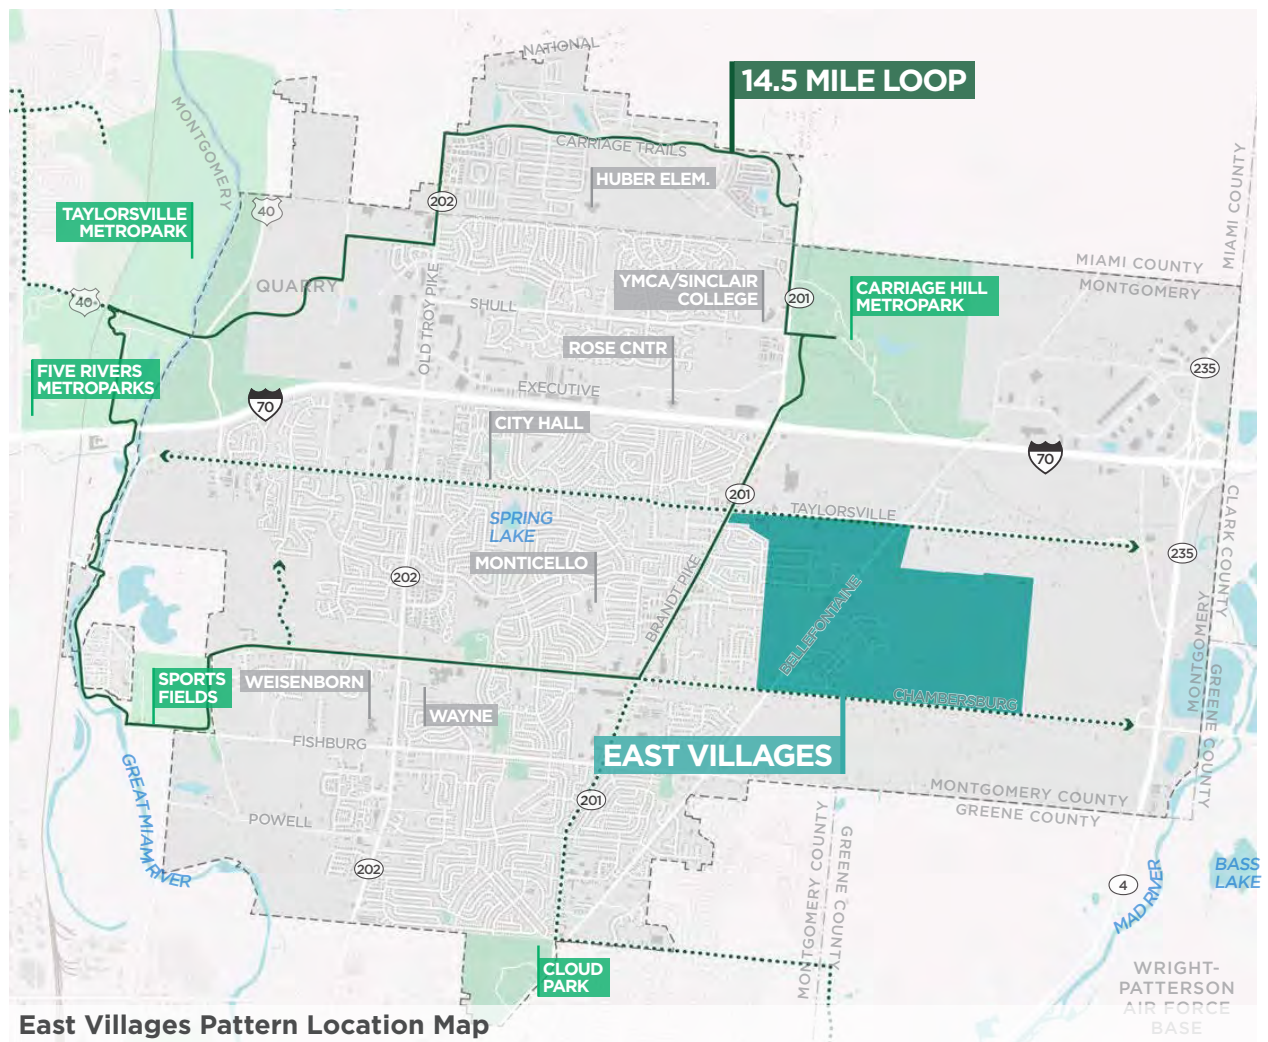 NATIONAL
14.5 MILE LOOP
MONTGOMERY
CARRIAGE TRAILS
HUBER ELEM.
202
40
TAYLORSVILLE
METROPARK
MIAMI COUNTY
MIAMI COUNTY
MONTGOMERY
QUARRY
40
OLD TROY PIKE
SHULL
YMCA/SINCLAIR
COLLEGE
201
CARRIAGE HILL
METROPARK
ROSE CNTR
235
FIVE RIVERS
METROPARKS
EXECUTIVE
70
CITY HALL
70
201
TAYLORSVILLE
SPRING
LAKE
CLARK COUNTY
235
MONTICELLO
202
BRANDT PIKE
BELLEFONTAINE
MONTGOMERY
GREENE COUNTY
SPORTS
FIELDS
WEISENBORN
WAYNE
CHAMBERSBURG
FISHBURG
EAST VILLAGES
GREAT MIAMI RIVER
201
MONTGOMERY COUNTY
GREENE COUNTY
POWELL
202
MONTGOMERY COUNTY
GREENE COUNTY
4
MAD RIVER
BASS
LAKE
CLOUD
PARK
WRIGHT-
PATTERSON
AIR FORCE
BASE
East Villages Pattern Location Map